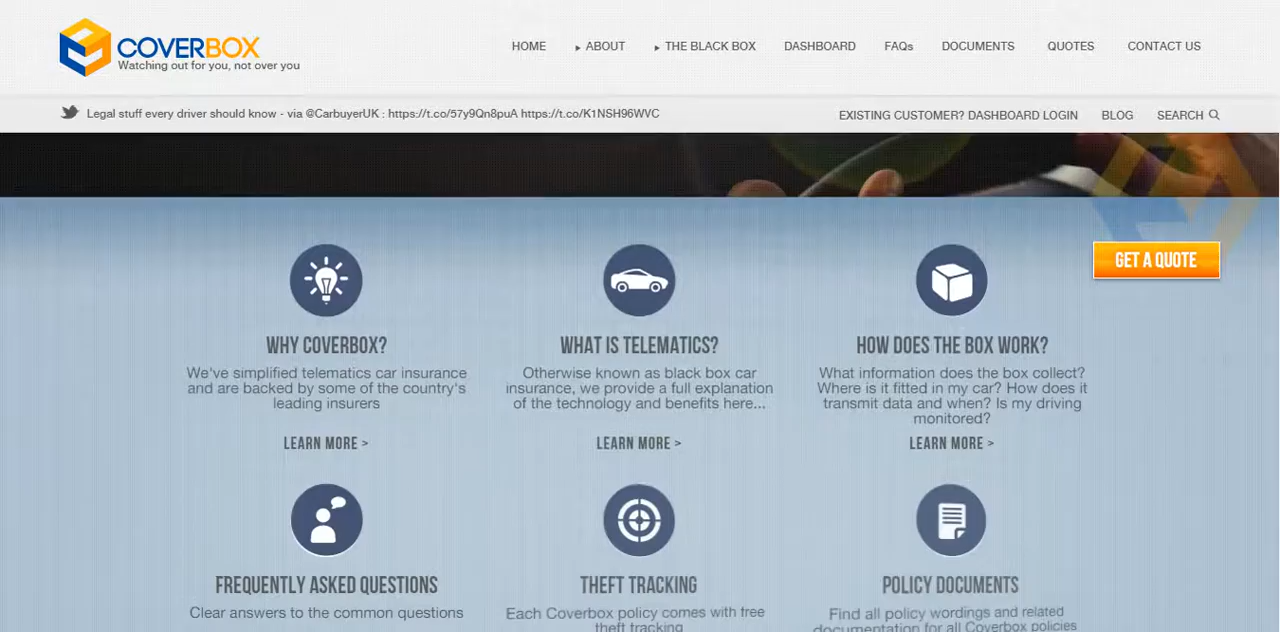 COVERBOX
Watching out for you, not over you
HOME ABOUT THE BLACK BOX DASHBOARD FAQs DOCUMENTS QUOTES CONTACT US
Legal stuff every driver should know - via @CarbuyerUK : https://t.co/57y9Qn8puA https://t.co/K1NSH96WVC
EXISTING CUSTOMER? DASHBOARD LOGIN BLOG SEARCH
GET A QUOTE
WHY COVERBOX?
We've simplified telematics car insurance
and are backed by some of the country's
leading insurers
LEARN MORE >
WHAT IS TELEMATICS?
Otherwise known as black box car
insurance, we provide a full explanation
of the technology and benefits here...
LEARN MORE >
HOW DOES THE BOX WORK?
What information does the box collect?
Where is it fitted in my car? How does it
transmit data and when? Is my driving
monitored?
LEARN MORE >
FREQUENTLY ASKED QUESTIONS
Clear answers to the common questions
THEFT TRACKING
Each Coverbox policy comes with free
theft tracking
POLICY DOCUMENTS
Find all policy wordings and related
documentation for all Coverbox policies